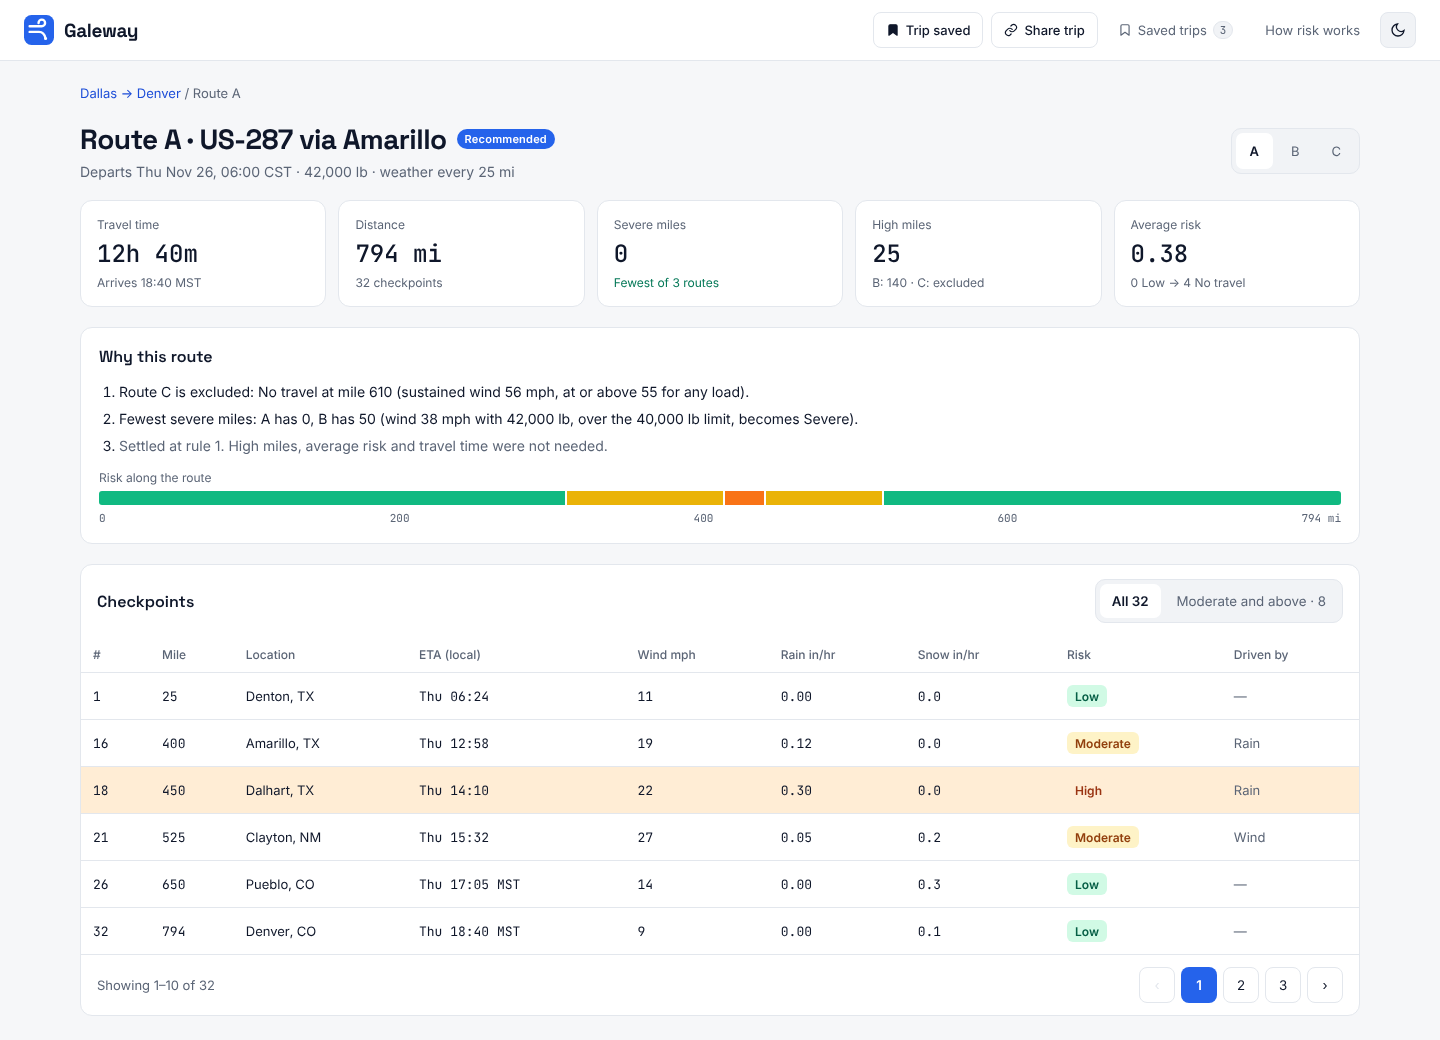 Galeway
Trip saved
Share trip
Saved trips 3
How risk works
Dallas → Denver / Route A
Route A · US-287 via Amarillo Recommended
Departs Thu Nov 26, 06:00 CST · 42,000 lb · weather every 25 mi
A B C
Travel time
12h 40m
Arrives 18:40 MST
Distance
794 mi
32 checkpoints
Severe miles
0
Fewest of 3 routes
High miles
25
B: 140 · C: excluded
Average risk
0.38
0 Low → 4 No travel
Why this route
1. Route C is excluded: No travel at mile 610 (sustained wind 56 mph, at or above 55 for any load).
2. Fewest severe miles: A has 0, B has 50 (wind 38 mph with 42,000 lb, over the 40,000 lb limit, becomes Severe).
3. Settled at rule 1. High miles, average risk and travel time were not needed.
Risk along the route
0 200 400 600 794 mi
Checkpoints
All 32 Moderate and above · 8
# Mile Location ETA (local) Wind mph Rain in/hr Snow in/hr Risk Driven by
1 25 Denton, TX Thu 06:24 11 0.00 0.0 Low —
16 400 Amarillo, TX Thu 12:58 19 0.12 0.0 Moderate Rain
18 450 Dalhart, TX Thu 14:10 22 0.30 0.0 High Rain
21 525 Clayton, NM Thu 15:32 27 0.05 0.2 Moderate Wind
26 650 Pueblo, CO Thu 17:05 MST 14 0.00 0.3 Low —
32 794 Denver, CO Thu 18:40 MST 9 0.00 0.1 Low —
Showing 1–10 of 32
‹ 1 2 3 ›